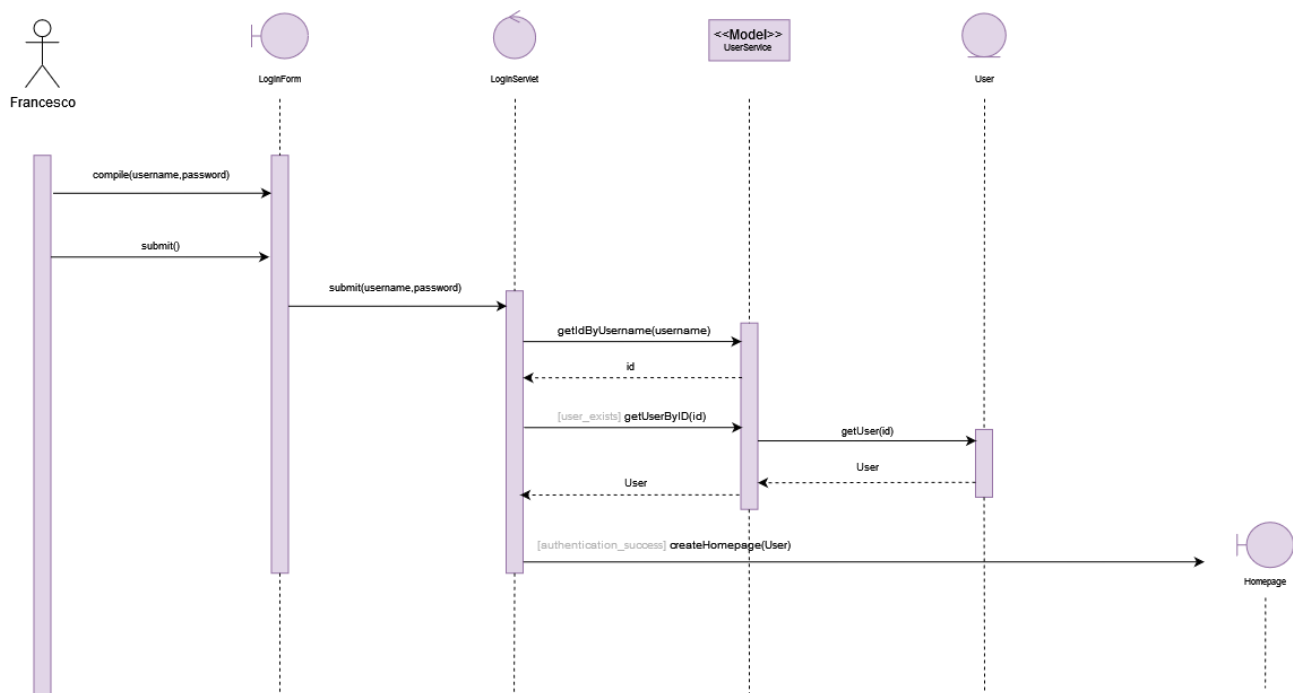 <<Model>>
UserService
LoginForm
LoginServlet
User
Francesco
compile(username,password)
submit()
submit(username,password)
getIdByUsername(username)
id
[user_exists] getUserByID(id)
getUser(id)
User
User
[authentication_success] createHomepage(User)
Homepage